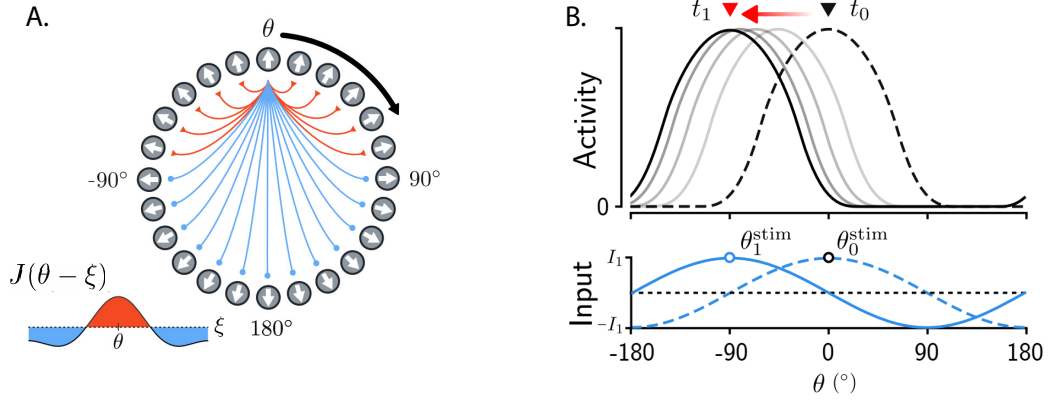 A.
θ
-90°
90°
180°
J(θ − ξ)
ξ
θ
B.
t₁
t₀
Activity
0
θ₁ˢᵗⁱᵐ
θ₀ˢᵗⁱᵐ
Input
I₁
−I₁
-180 -90 0 90 180
θ (°)